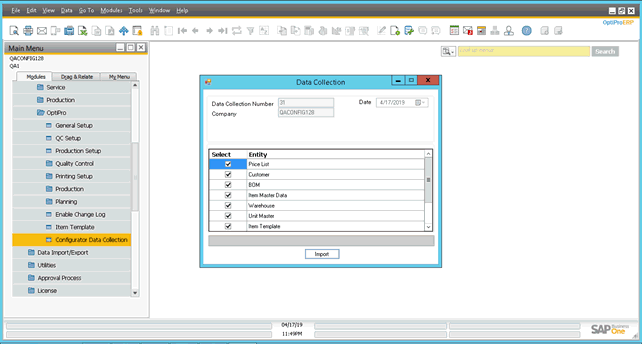 File Edit View Data Go To Modules Tools Window Help
OptiProERP
Main Menu
QACONFIG128
QA1
Modules Drag & Relate My Menu
Service
Production
OptiPro
General Setup
QC Setup
Production Setup
Quality Control
Printing Setup
Production
Planning
Enable Change Log
Item Template
Configurator Data Collection
Data Import/Export
Utilities
Approval Process
License
Search
Data Collection
Data Collection Number 31 Date 4/17/2019
Company QACONFIG128
Select Entity
Price List
Customer
BOM
Item Master Data
Warehouse
Unit Master
Item Template
Import
04/17/19
11:49PM
SAP Business One